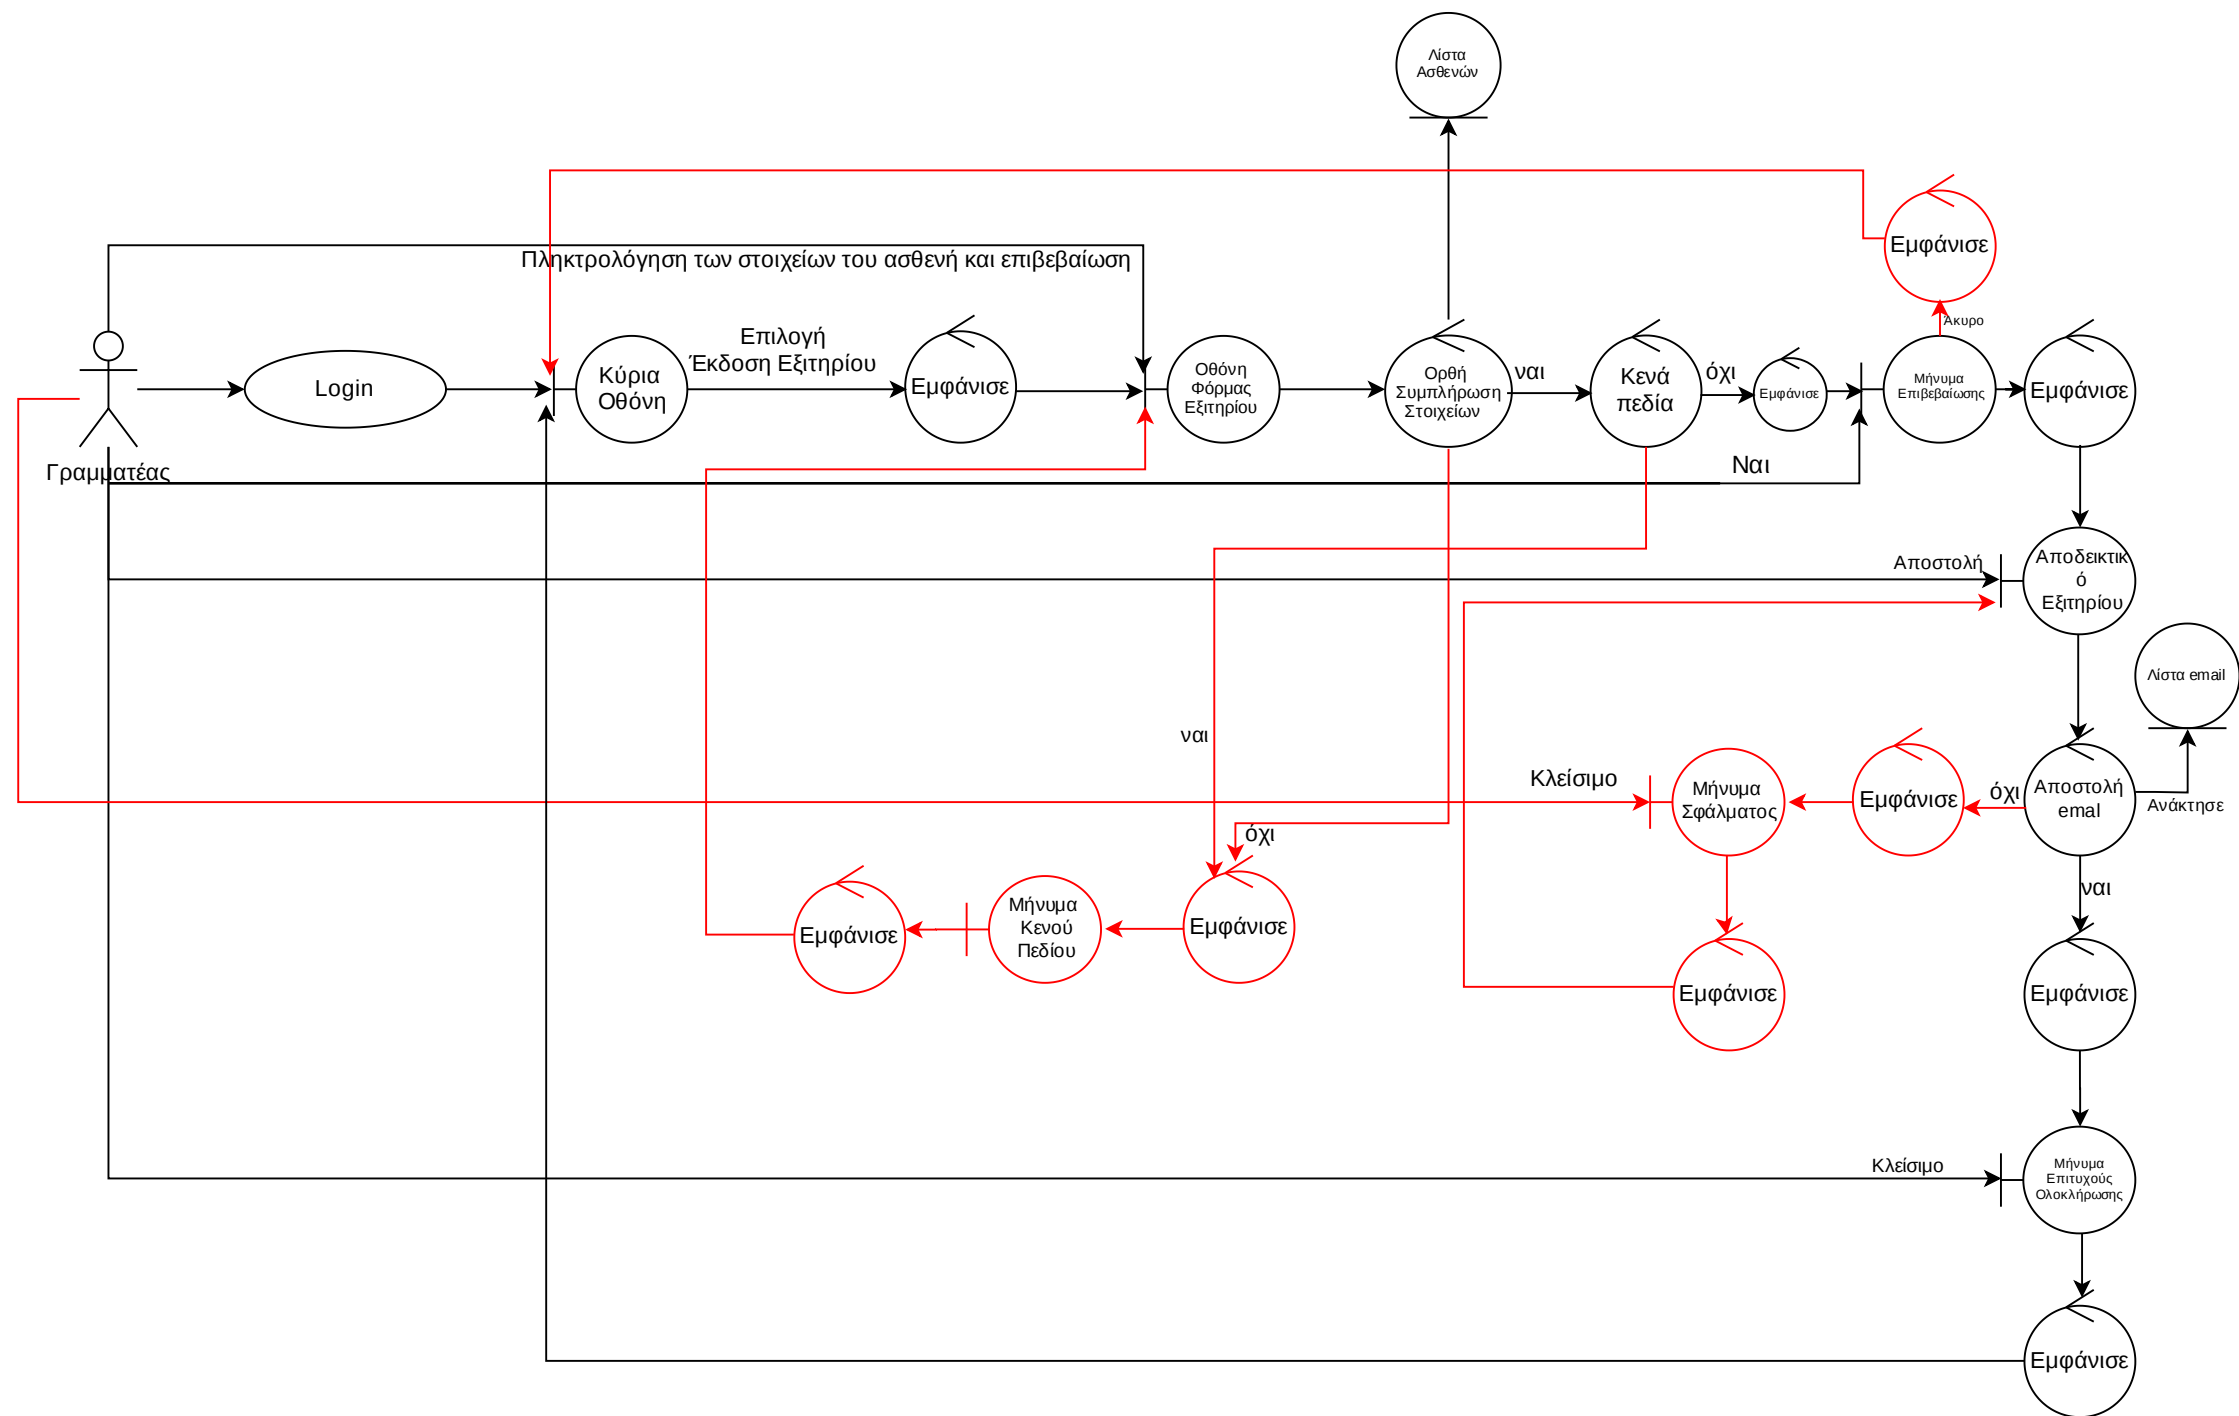 Λίστα
Ασθενών
Εμφάνισε
Πληκτρολόγηση των στοιχείων του ασθενή και επιβεβαίωση
Άκυρο
Επιλογή
Έκδοση Εξιτηρίου
Login
Κύρια
Οθόνη
Εμφάνισε
Οθόνη
Φόρμας
Εξιτηρίου
Ορθή
Συμπλήρωση
Στοιχείων
ναι
Κενά
πεδία
όχι
Εμφάνισε
Μήνυμα
Επιβεβαίωσης
Εμφάνισε
Γραμματέας
Ναι
Αποστολή
Αποδεικτικ
ό
Εξιτηρίου
Λίστα email
ναι
Κλείσιμο
Μήνυμα
Σφάλματος
Εμφάνισε
όχι
Αποστολή
emal
Ανάκτησε
όχι
ναι
Εμφάνισε
Μήνυμα
Κενού
Πεδίου
Εμφάνισε
Εμφάνισε
Εμφάνισε
Κλείσιμο
Μήνυμα
Επιτυχούς
Ολοκλήρωσης
Εμφάνισε